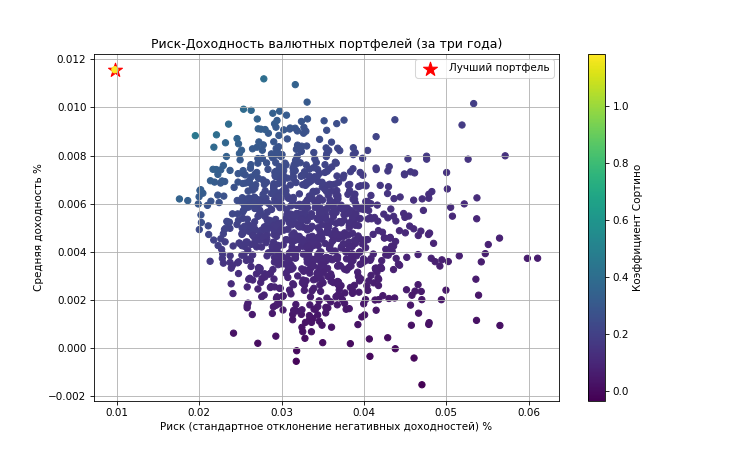 Риск-Доходность валютных портфелей (за три года)
Лучший портфель
0.012
0.010
0.008
0.006
0.004
0.002
0.000
−0.002
Средняя доходность %
0.01 0.02 0.03 0.04 0.05 0.06
Риск (стандартное отклонение негативных доходностей) %
1.0
0.8
0.6
0.4
0.2
0.0
Коэффициент Сортино